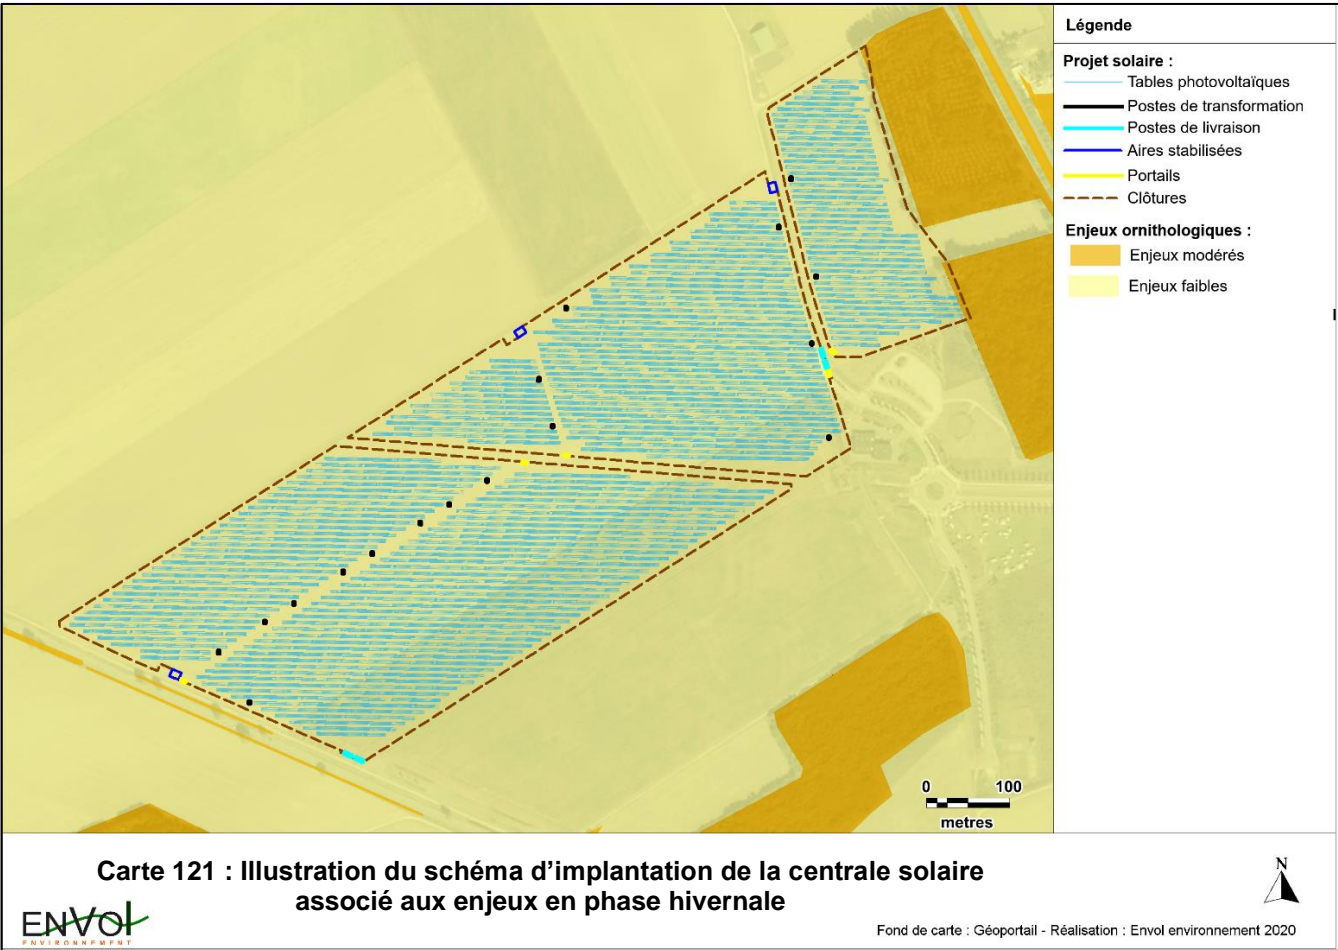 Légende
Projet solaire :
Tables photovoltaïques
Postes de transformation
Postes de livraison
Aires stabilisées
Portails
Clôtures
Enjeux ornithologiques :
Enjeux modérés
Enjeux faibles
0 100
metres
Carte 121 : Illustration du schéma d’implantation de la centrale solaire
associé aux enjeux en phase hivernale
N
ENVOl
ENVIRONNEMENT
Fond de carte : Géoportail - Réalisation : Envol environnement 2020